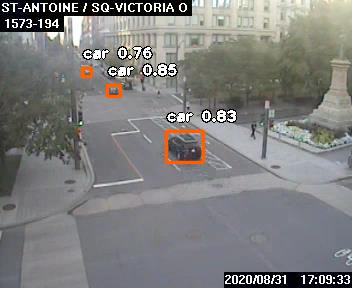 ST-ANTOINE / SQ-VICTORIA O
1573-194
car 0.76
car 0.85
car 0.83
2020/08/31 17:09:33